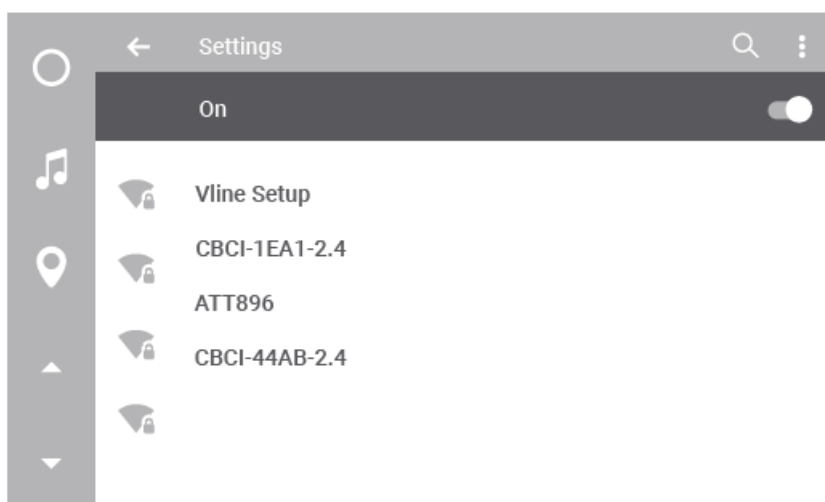 Settings
On
Vline Setup
CBCI-1EA1-2.4
ATT896
CBCI-44AB-2.4